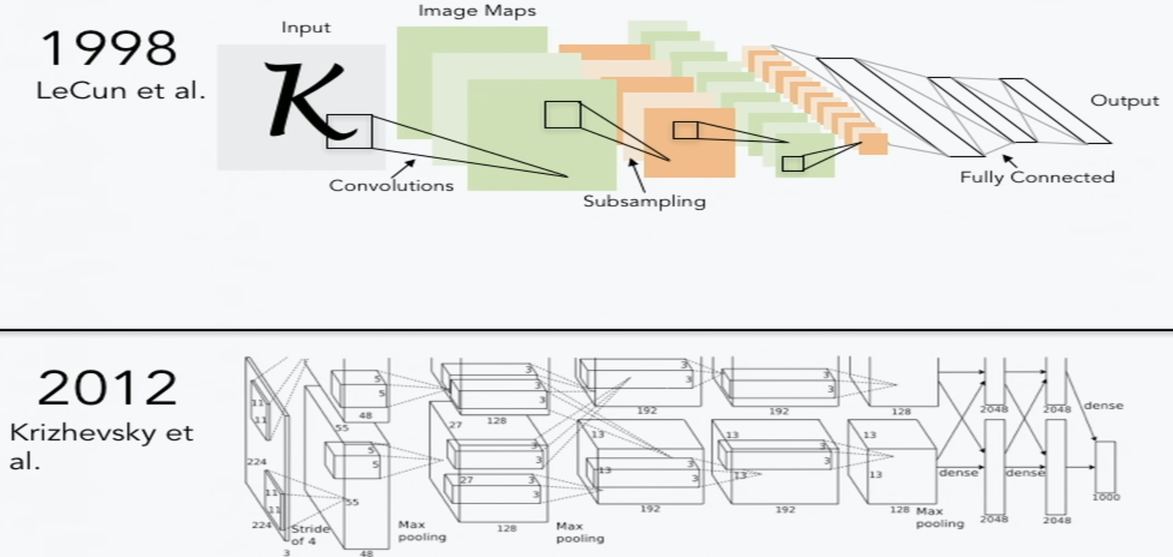 1998
LeCun et al.
Input
K
Image Maps
Convolutions
Subsampling
Fully Connected
Output
2012
Krizhevsky et
al.
11
11
224
11
11
224
3
Stride
of 4
5
5
48
55
5
5
55
48
Max
pooling
3
3
3
128
27
3
3
27
3
3
128
Max
pooling
3
3
192
13
13
3
3
192
3
3
192
13
3
3
13
192
128
13
13
128
Max
pooling
2048
2048
dense
dense
dense
1000
2048
2048